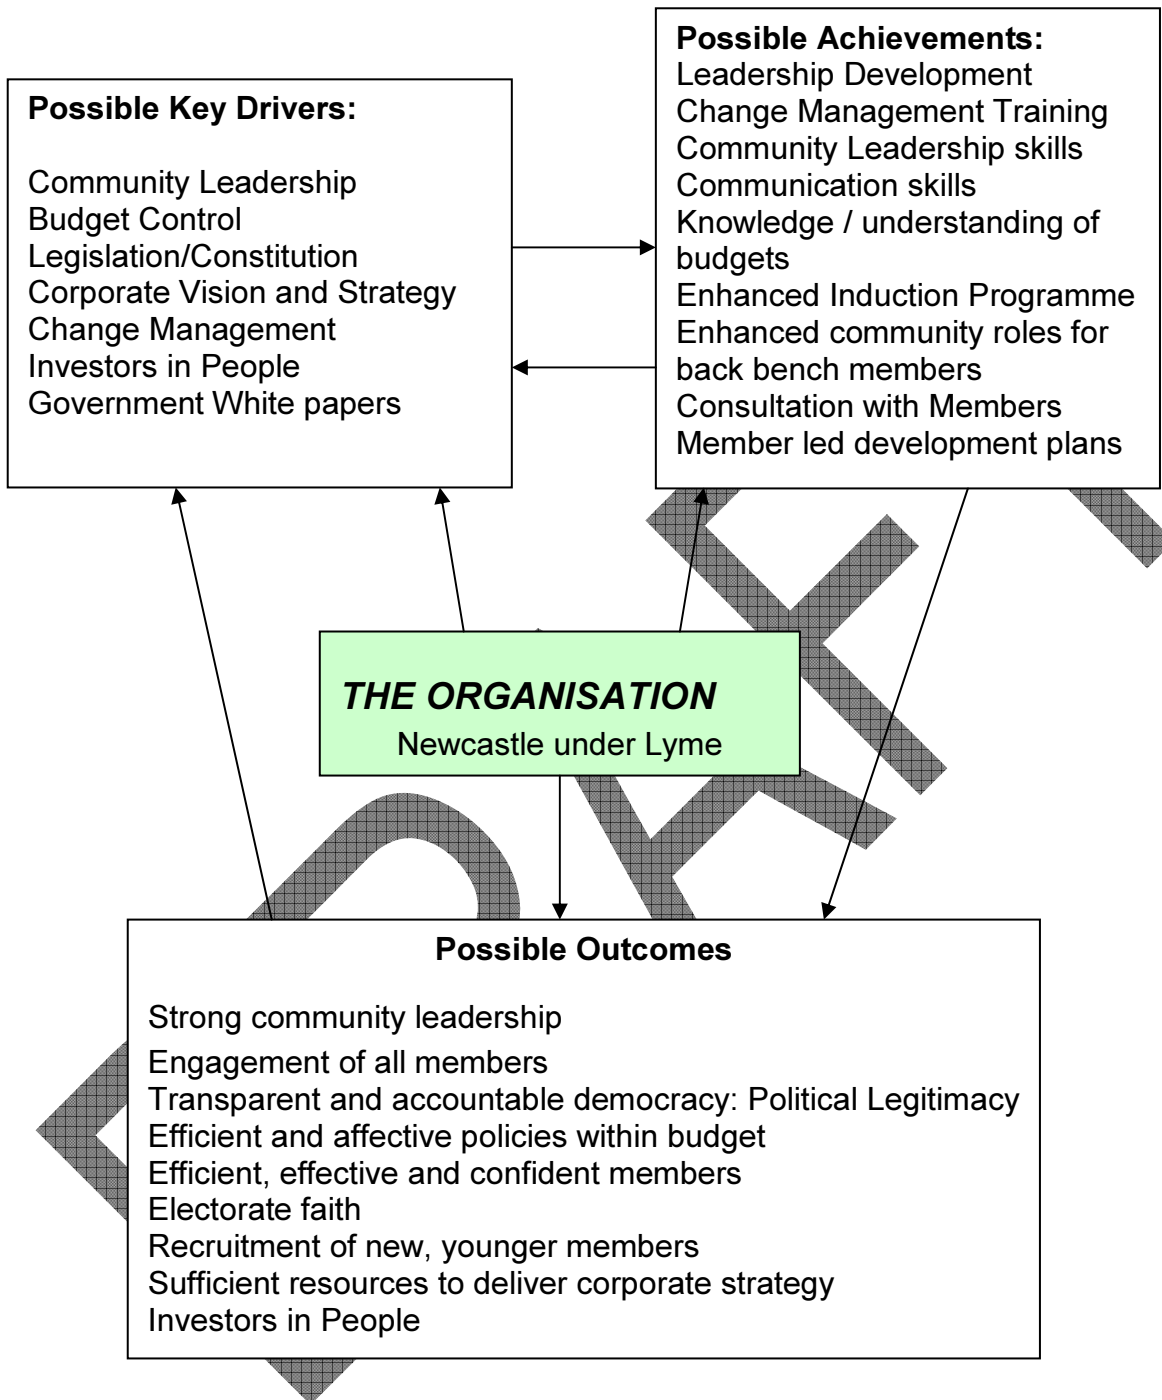 Possible Key Drivers:
Community Leadership
Budget Control
Legislation/Constitution
Corporate Vision and Strategy
Change Management
Investors in People
Government White papers
Possible Achievements:
Leadership Development
Change Management Training
Community Leadership skills
Communication skills
Knowledge / understanding of
budgets
Enhanced Induction Programme
Enhanced community roles for
back bench members
Consultation with Members
Member led development plans
THE ORGANISATION
Newcastle under Lyme
Possible Outcomes
Strong community leadership
Engagement of all members
Transparent and accountable democracy: Political Legitimacy
Efficient and affective policies within budget
Efficient, effective and confident members
Electorate faith
Recruitment of new, younger members
Sufficient resources to deliver corporate strategy
Investors in People
DRAFT